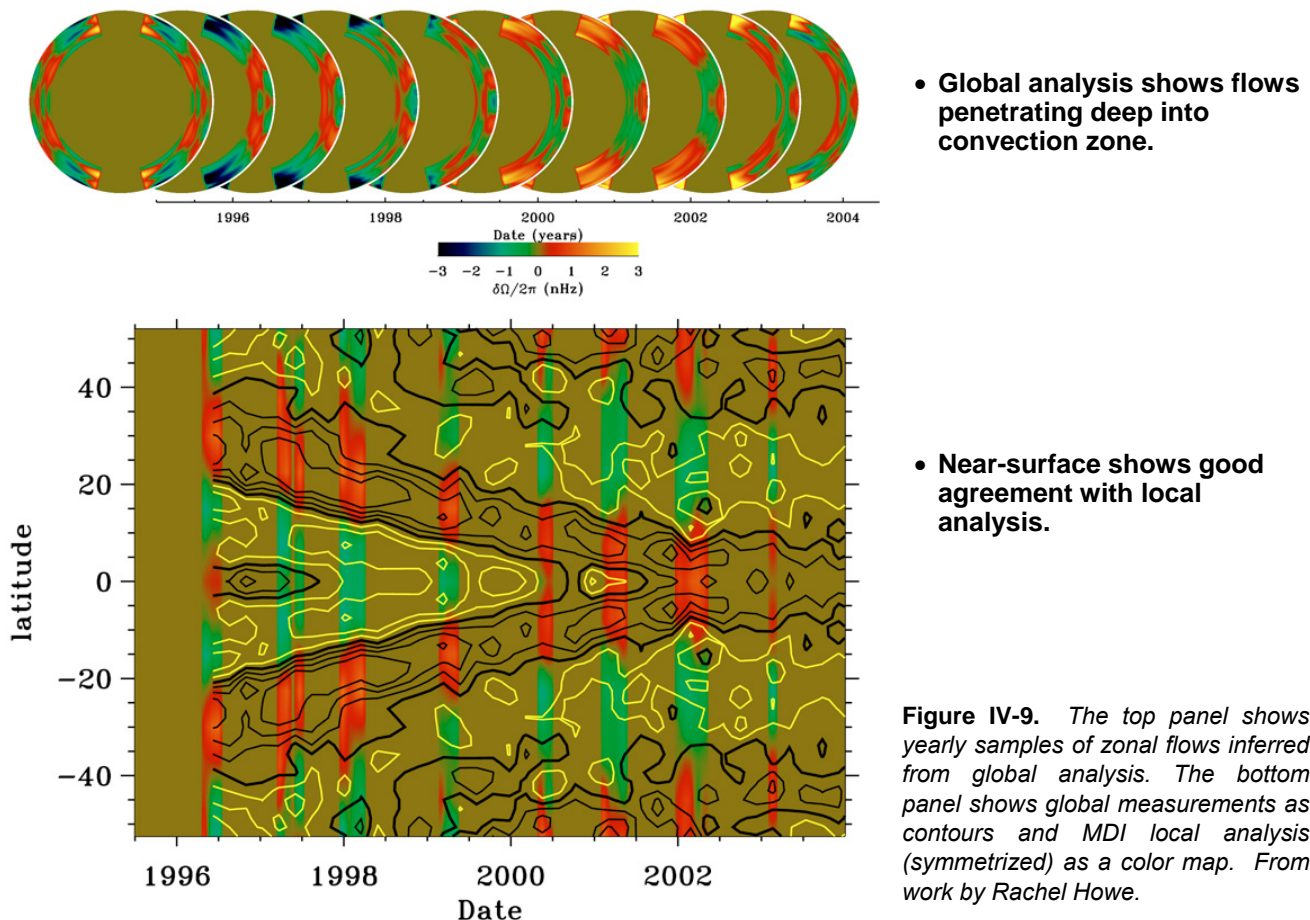 1996 1998 2000 2002 2004
Date (years)
−3 −2 −1 0 1 2 3
δΩ/2π (nHz)
• Global analysis shows flows
penetrating deep into
convection zone.
40
20
0
−20
−40
latitude
1996 1998 2000 2002
Date
• Near-surface shows good
agreement with local
analysis.
Figure IV-9. The top panel shows
yearly samples of zonal flows inferred
from global analysis. The bottom
panel shows global measurements as
contours and MDI local analysis
(symmetrized) as a color map. From
work by Rachel Howe.